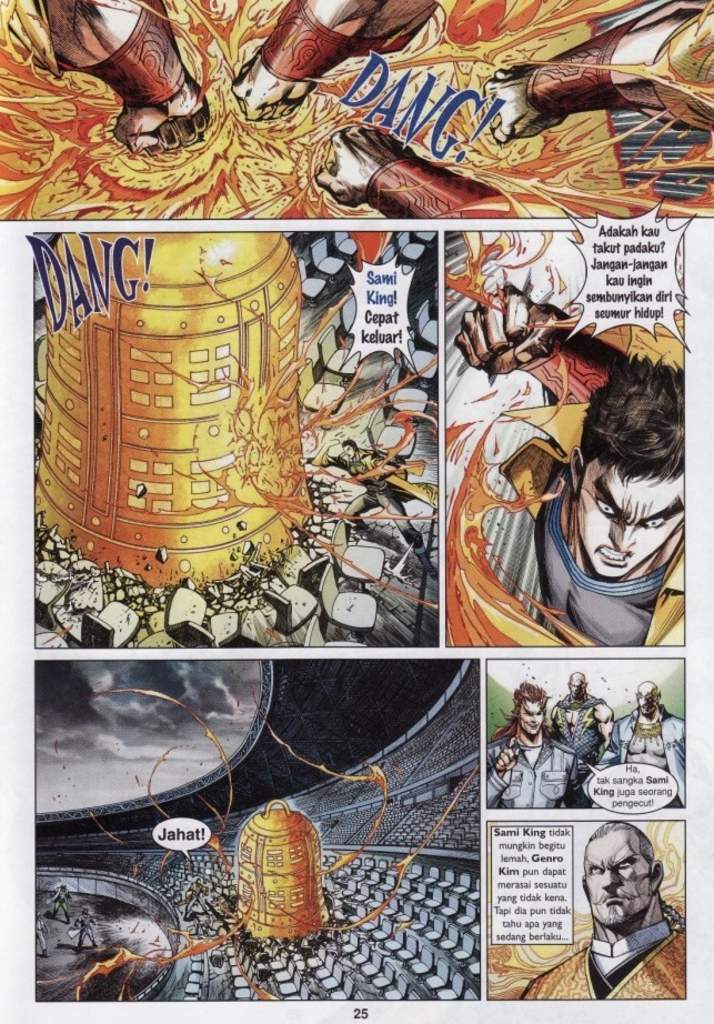 DANG!
DANG!
Sami
King!
Cepat
keluar!
Adakah kau
takut padaku?
Jangan-jangan
kau ingin
sembunyikan diri
seumur hidup!
Jahat!
Ha,
tak sangka Sami
King juga seorang
pengecut!
Sami King tidak
mungkin begitu
lemah, Genro
Kim pun dapat
merasai sesuatu
yang tidak kena.
Tapi dia pun tidak
tahu apa yang
sedang berlaku...
25